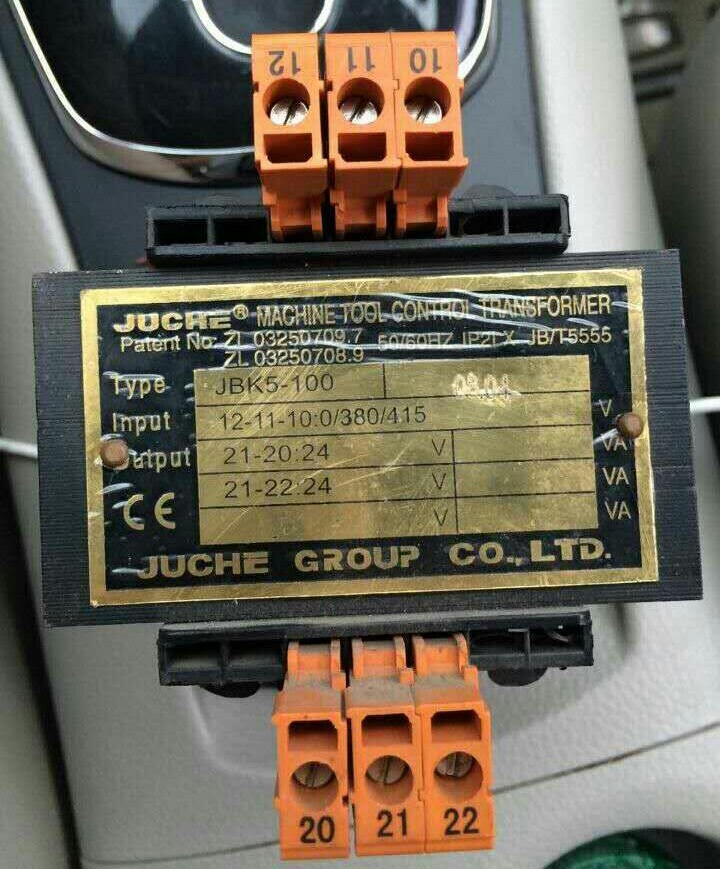 12 11 10
JUCHE® MACHINE TOOL CONTROL TRANSFORMER
Patent No: ZL 03250709.7 50/60HZ IP2LX JB/T5555
ZL 03250708.9
Type JBK5-100 08.04
Input 12-11-10:0/380/415 V
Output 21-20:24 V VA
21-22:24 V VA
CE V VA
JUCHE GROUP CO., LTD.
20 21 22